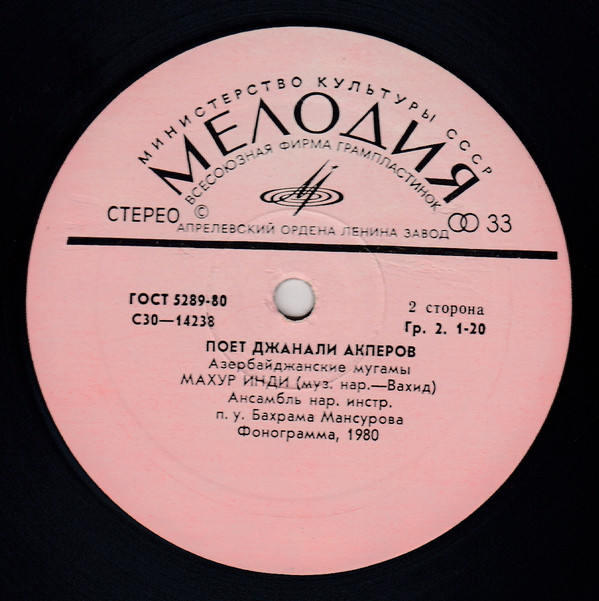 МИНИСТЕРСТВО КУЛЬТУРЫ СССР
МЕЛОДИЯ
ВСЕСОЮЗНАЯ ФИРМА ГРАМПЛАСТИНОК
СТЕРЕО © 33
АПРЕЛЕВСКИЙ ОРДЕНА ЛЕНИНА ЗАВОД
ГОСТ 5289-80
С30—14238
2 сторона
Гр. 2. 1-20
ПОЕТ ДЖАНАЛИ АКПЕРОВ
Азербайджанские мугамы
МАХУР ИНДИ (муз. нар.—Вахид)
Ансамбль нар. инстр.
п. у. Бахрама Мансурова
Фонограмма, 1980